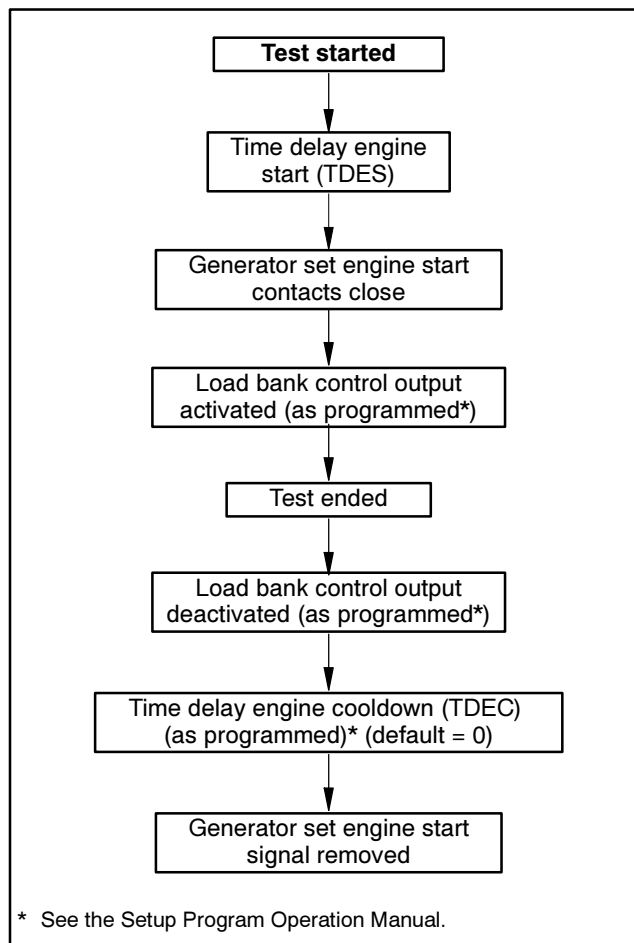 Test started
Time delay engine
start (TDES)
Generator set engine start
contacts close
Load bank control output
activated (as programmed*)
Test ended
Load bank control output
deactivated (as programmed*)
Time delay engine cooldown (TDEC)
(as programmed)* (default = 0)
Generator set engine start
signal removed
* See the Setup Program Operation Manual.